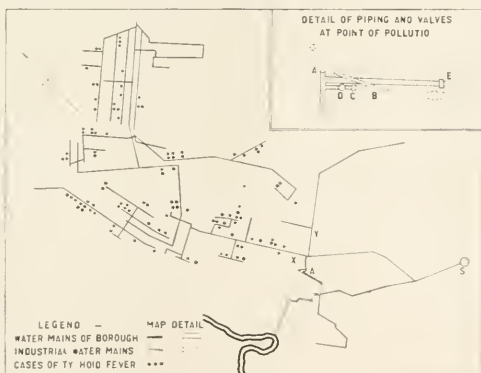 DETAIL OF PIPING AND VALVES
AT POINT OF POLLUTIO
A
E
D C B
Y
X
A
S
LEGEND –
MAP DETAIL
WATER MAINS OF BOROUGH
INDUSTRIAL WATER MAINS
CASES OF TY HOID FEVER